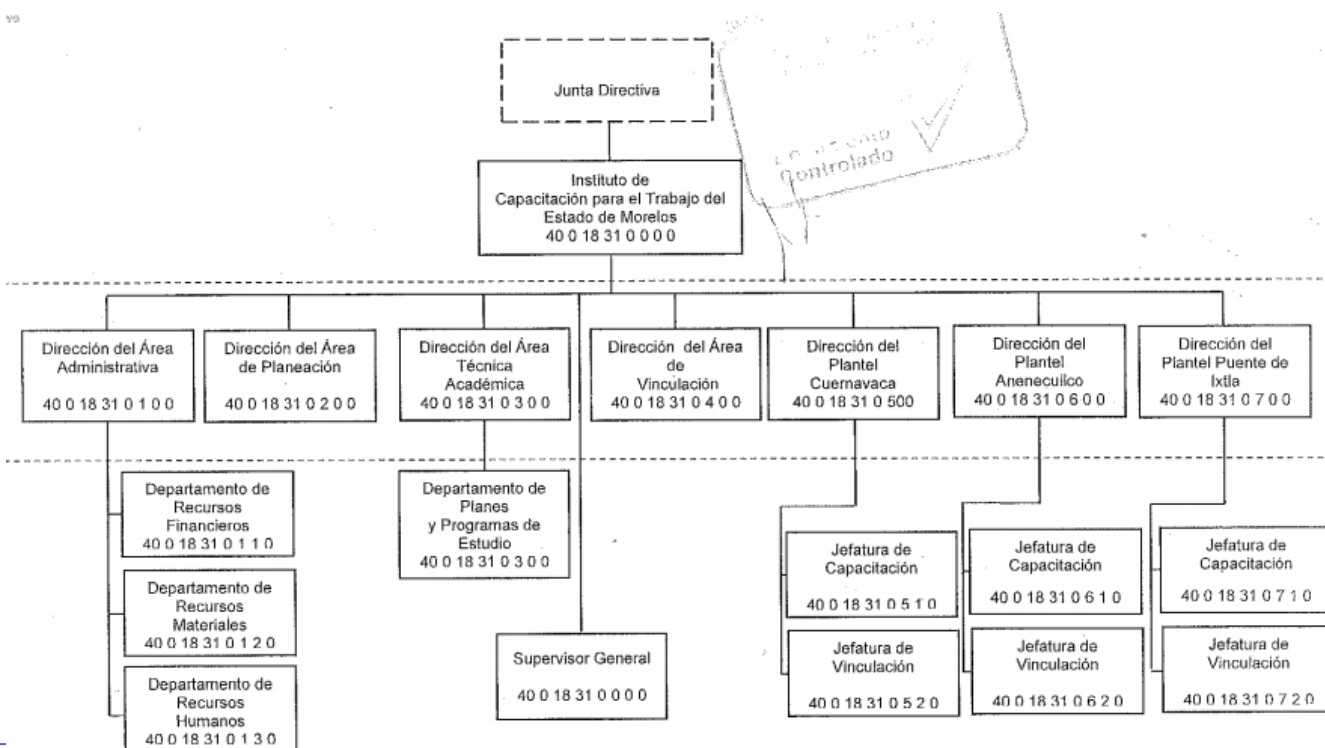 Junta Directiva
Instituto de
Capacitación para el Trabajo del
Estado de Morelos
40 0 18 31 0 0 0 0
Controlado
Dirección del Área
Administrativa
40 0 18 31 0 1 0 0
Dirección del Área
de Planeación
40 0 18 31 0 2 0 0
Dirección del Área
Técnica
Académica
40 0 18 31 0 3 0 0
Dirección del Área
de
Vinculación
40 0 18 31 0 4 0 0
Dirección del
Plantel
Cuernavaca
40 0 18 31 0 500
Dirección del
Plantel
Anenecuilco
40 0 18 31 0 6 0 0
Dirección del
Plantel Puente de
Ixtla
40 0 18 31 0 7 0 0
Departamento de
Recursos
Financieros
40 0 18 31 0 1 1 0
Departamento de
Recursos
Materiales
40 0 18 31 0 1 2 0
Departamento de
Recursos
Humanos
40 0 18 31 0 1 3 0
Departamento de
Planes
y Programas de
Estudio
40 0 18 31 0 3 0 0
Supervisor General
40 0 18 31 0 0 0 0
Jefatura de
Capacitación
40 0 18 31 0 5 1 0
Jefatura de
Vinculación
40 0 18 31 0 5 2 0
Jefatura de
Capacitación
40 0 18 31 0 6 1 0
Jefatura de
Vinculación
40 0 18 31 0 6 2 0
Jefatura de
Capacitación
40 0 18 31 0 7 1 0
Jefatura de
Vinculación
40 0 18 31 0 7 2 0